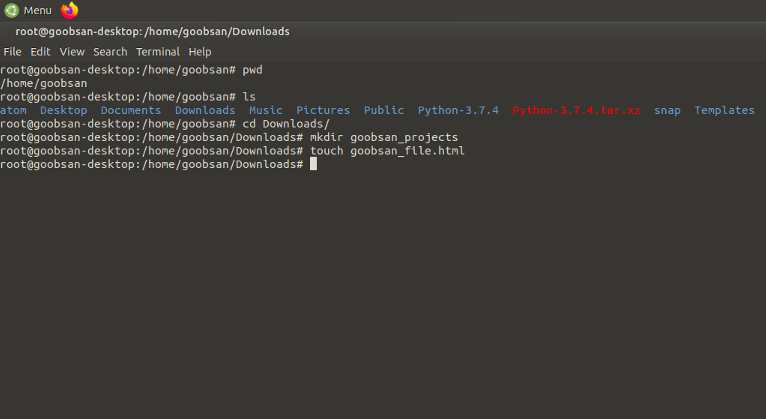 Menu
root@goobsan-desktop: /home/goobsan/Downloads
File Edit View Search Terminal Help
root@goobsan-desktop:/home/goobsan# pwd
/home/goobsan
root@goobsan-desktop:/home/goobsan# ls
atom  Desktop  Documents  Downloads  Music  Pictures  Public  Python-3.7.4  Python-3.7.4.tar.xz  snap  Templates
root@goobsan-desktop:/home/goobsan# cd Downloads/
root@goobsan-desktop:/home/goobsan/Downloads# mkdir goobsan_projects
root@goobsan-desktop:/home/goobsan/Downloads# touch goobsan_file.html
root@goobsan-desktop:/home/goobsan/Downloads#